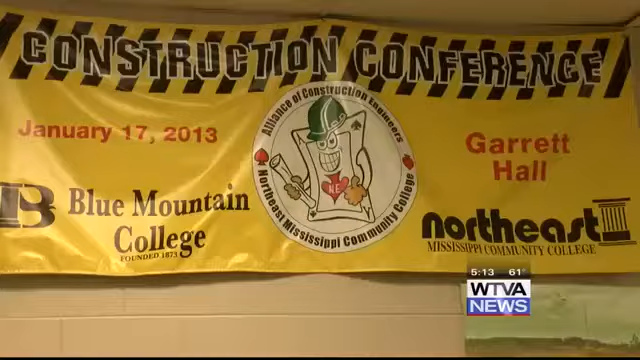 CONSTRUCTION CONFERENCE
January 17, 2013
B
Blue Mountain
College
FOUNDED 1873
Alliance of Construction Engineers
Northeast Mississippi Community College
NE
Garrett
Hall
northeast
MISSISSIPPI COMMUNITY COLLEGE
5:13 61°
WTVA
NEWS